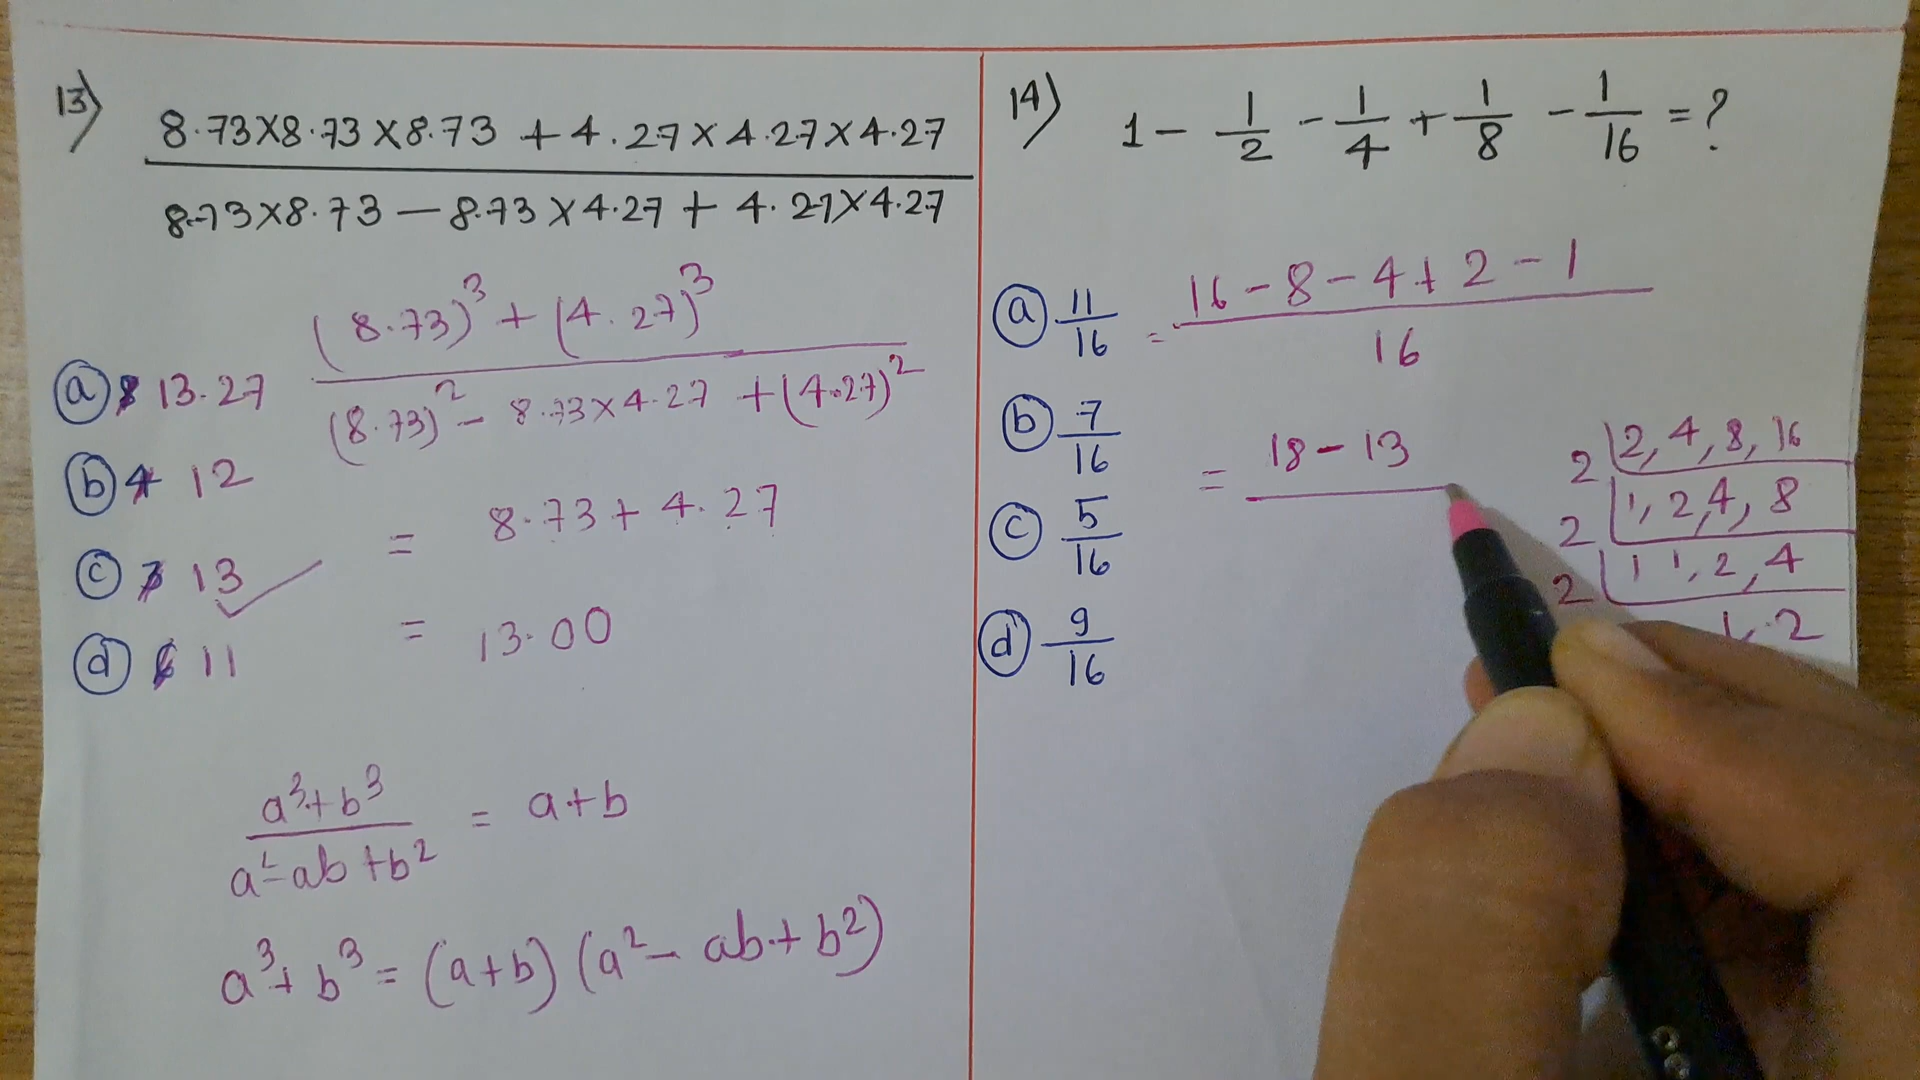 13)
8.73×8.73×8.73 + 4.27×4.27×4.27
8.73×8.73 − 8.73×4.27 + 4.27×4.27
(8.73)³ + (4.27)³
(8.73)² − 8.73×4.27 + (4.27)²
ⓐ 13.27
ⓑ 12
ⓒ 13
ⓓ 11
= 8.73 + 4.27
= 13.00
a³+b³
a²−ab+b²
= a+b
a³+b³ = (a+b) (a²− ab + b²)
14) 1 − 1/2 − 1/4 + 1/8 − 1/16 = ?
ⓐ 11/16
ⓑ 7/16
ⓒ 5/16
ⓓ 9/16
= 16 − 8 − 4 + 2 − 1
16
= 18 − 13
2 2, 4, 8, 16
2 1, 2, 4, 8
2 1 1, 2, 4
1, 2